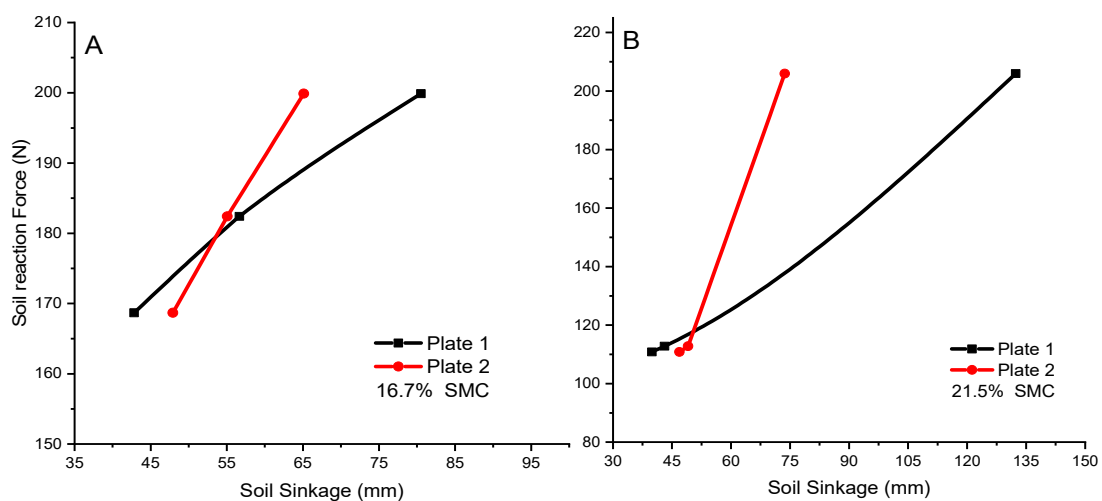 A
Soil reaction Force (N)
210
200
190
180
170
160
150
35 45 55 65 75 85 95
Soil Sinkage (mm)
Plate 1
Plate 2
16.7% SMC
B
220
200
180
160
140
120
100
80
30 45 60 75 90 105 120 135 150
Soil Sinkage (mm)
Plate 1
Plate 2
21.5% SMC